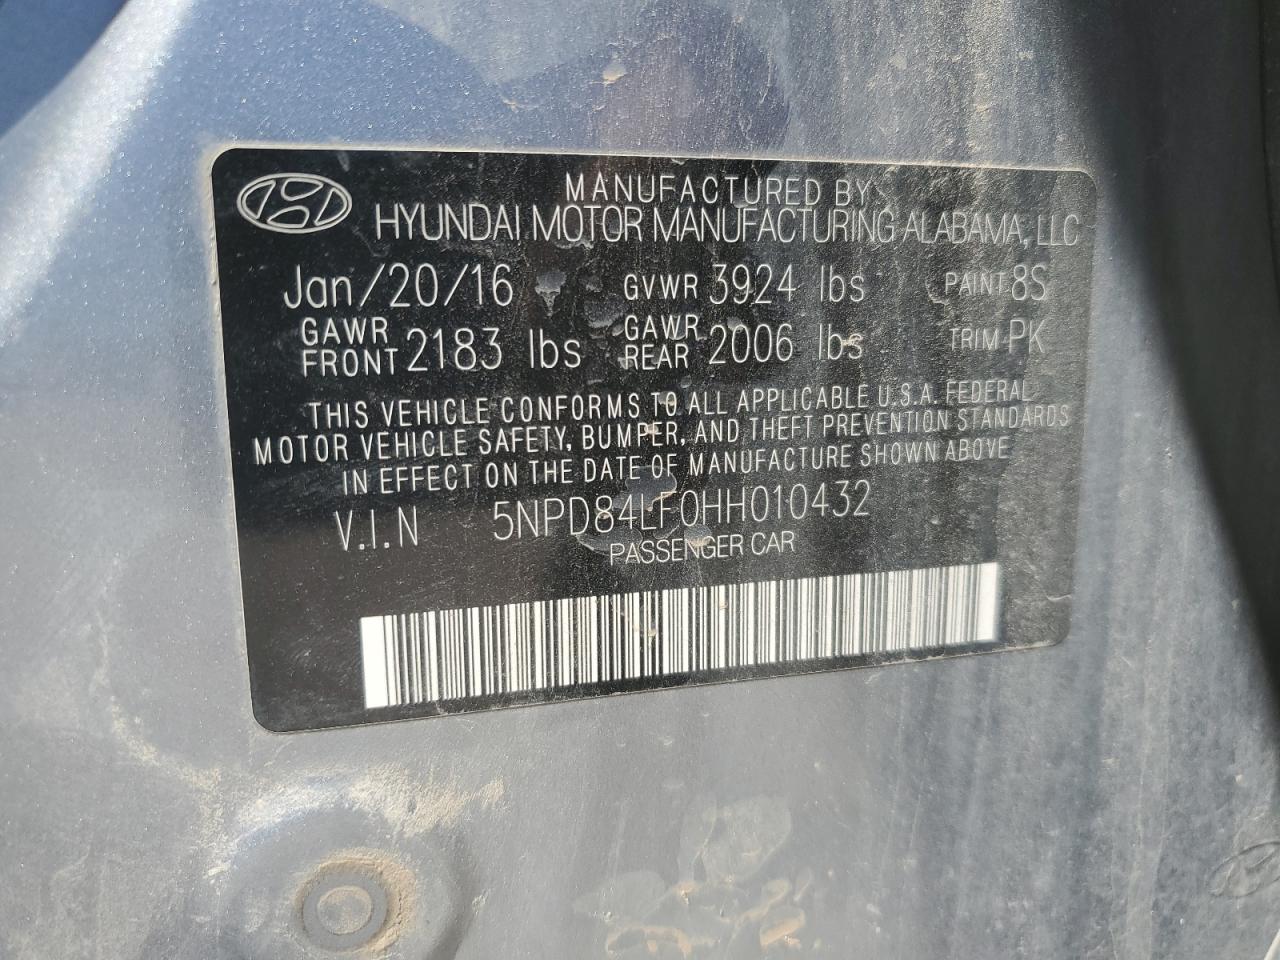 MANUFACTURED BY
HYUNDAI MOTOR MANUFACTURING ALABAMA, LLC
Jan/20/16 GVWR 3924 lbs PAINT 8S
GAWR FRONT 2183 lbs GAWR REAR 2006 lbs TRIM PK
THIS VEHICLE CONFORMS TO ALL APPLICABLE U.S.A. FEDERAL
MOTOR VEHICLE SAFETY, BUMPER, AND THEFT PREVENTION STANDARDS
IN EFFECT ON THE DATE OF MANUFACTURE SHOWN ABOVE
V.I.N 5NPD84LF0HH010432
PASSENGER CAR